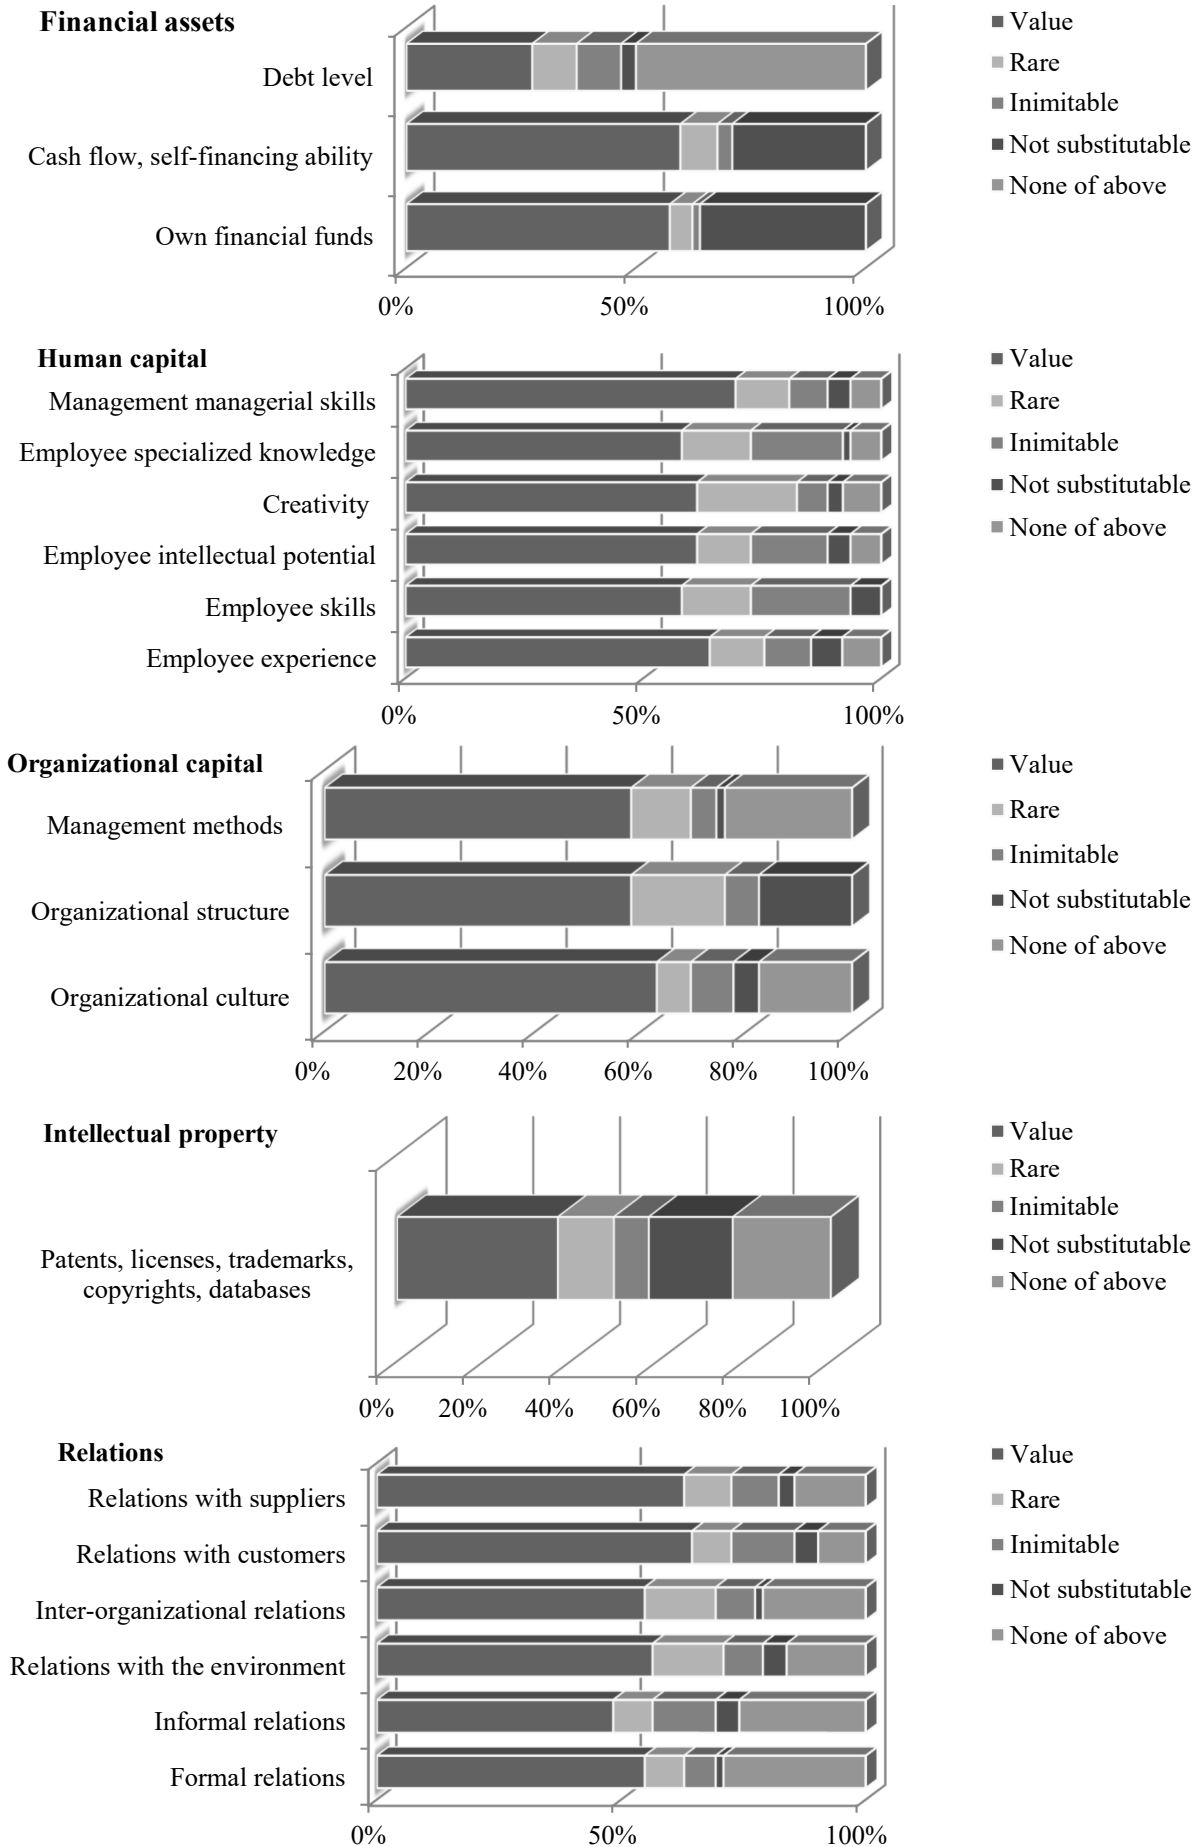 Financial assets
Value
Rare
Inimitable
Not substitutable
None of above
Debt level
Cash flow, self-financing ability
Own financial funds
0% 50% 100%
Human capital
Value
Rare
Inimitable
Not substitutable
None of above
Management managerial skills
Employee specialized knowledge
Creativity
Employee intellectual potential
Employee skills
Employee experience
0% 50% 100%
Organizational capital
Value
Rare
Inimitable
Not substitutable
None of above
Management methods
Organizational structure
Organizational culture
0% 20% 40% 60% 80% 100%
Intellectual property
Value
Rare
Inimitable
Not substitutable
None of above
Patents, licenses, trademarks,
copyrights, databases
0% 20% 40% 60% 80% 100%
Relations
Value
Rare
Inimitable
Not substitutable
None of above
Relations with suppliers
Relations with customers
Inter-organizational relations
Relations with the environment
Informal relations
Formal relations
0% 50% 100%